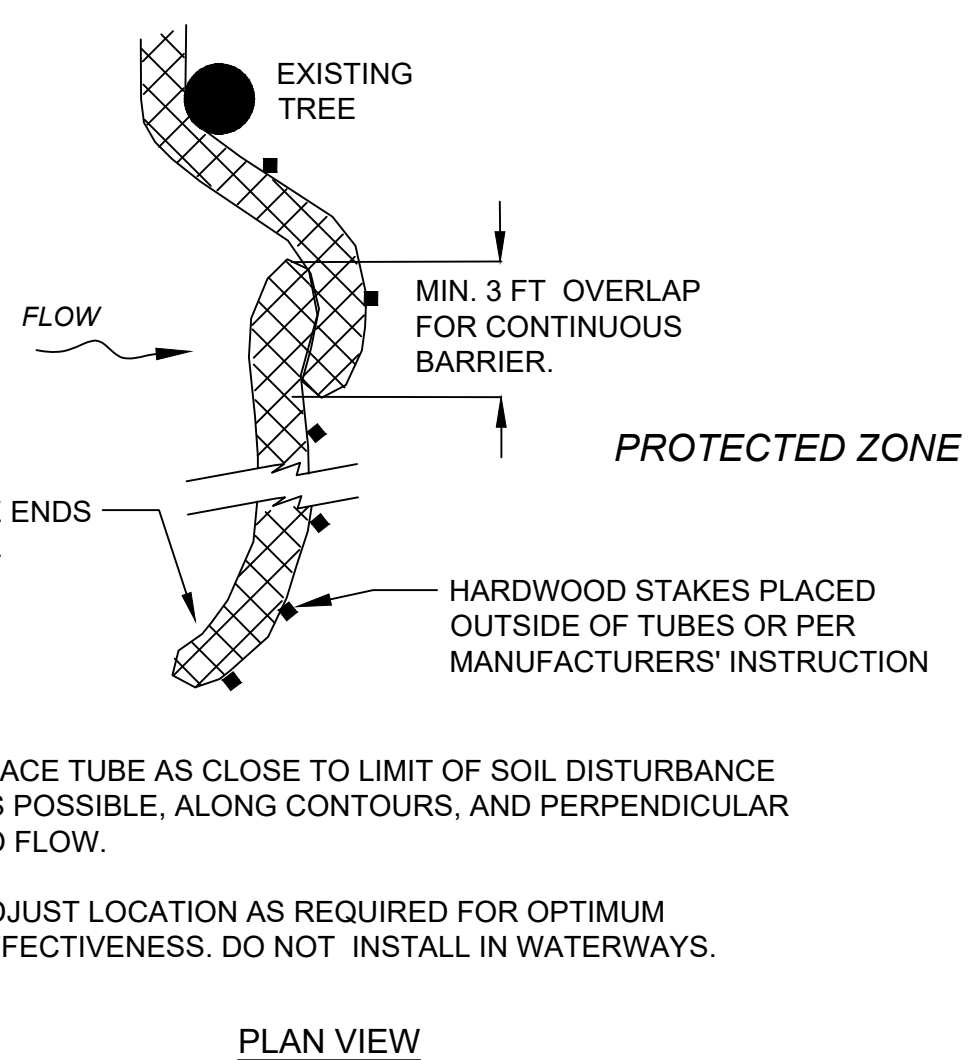 EXISTING
TREE
MIN. 3 FT OVERLAP
FOR CONTINUOUS
BARRIER.
FLOW
PROTECTED ZONE
ENDS
HARDWOOD STAKES PLACED
OUTSIDE OF TUBES OR PER
MANUFACTURERS' INSTRUCTION
ACE TUBE AS CLOSE TO LIMIT OF SOIL DISTURBANCE
S POSSIBLE, ALONG CONTOURS, AND PERPENDICULAR
O FLOW.
DJUST LOCATION AS REQUIRED FOR OPTIMUM
FFECTIVENESS. DO NOT INSTALL IN WATERWAYS.
PLAN VIEW